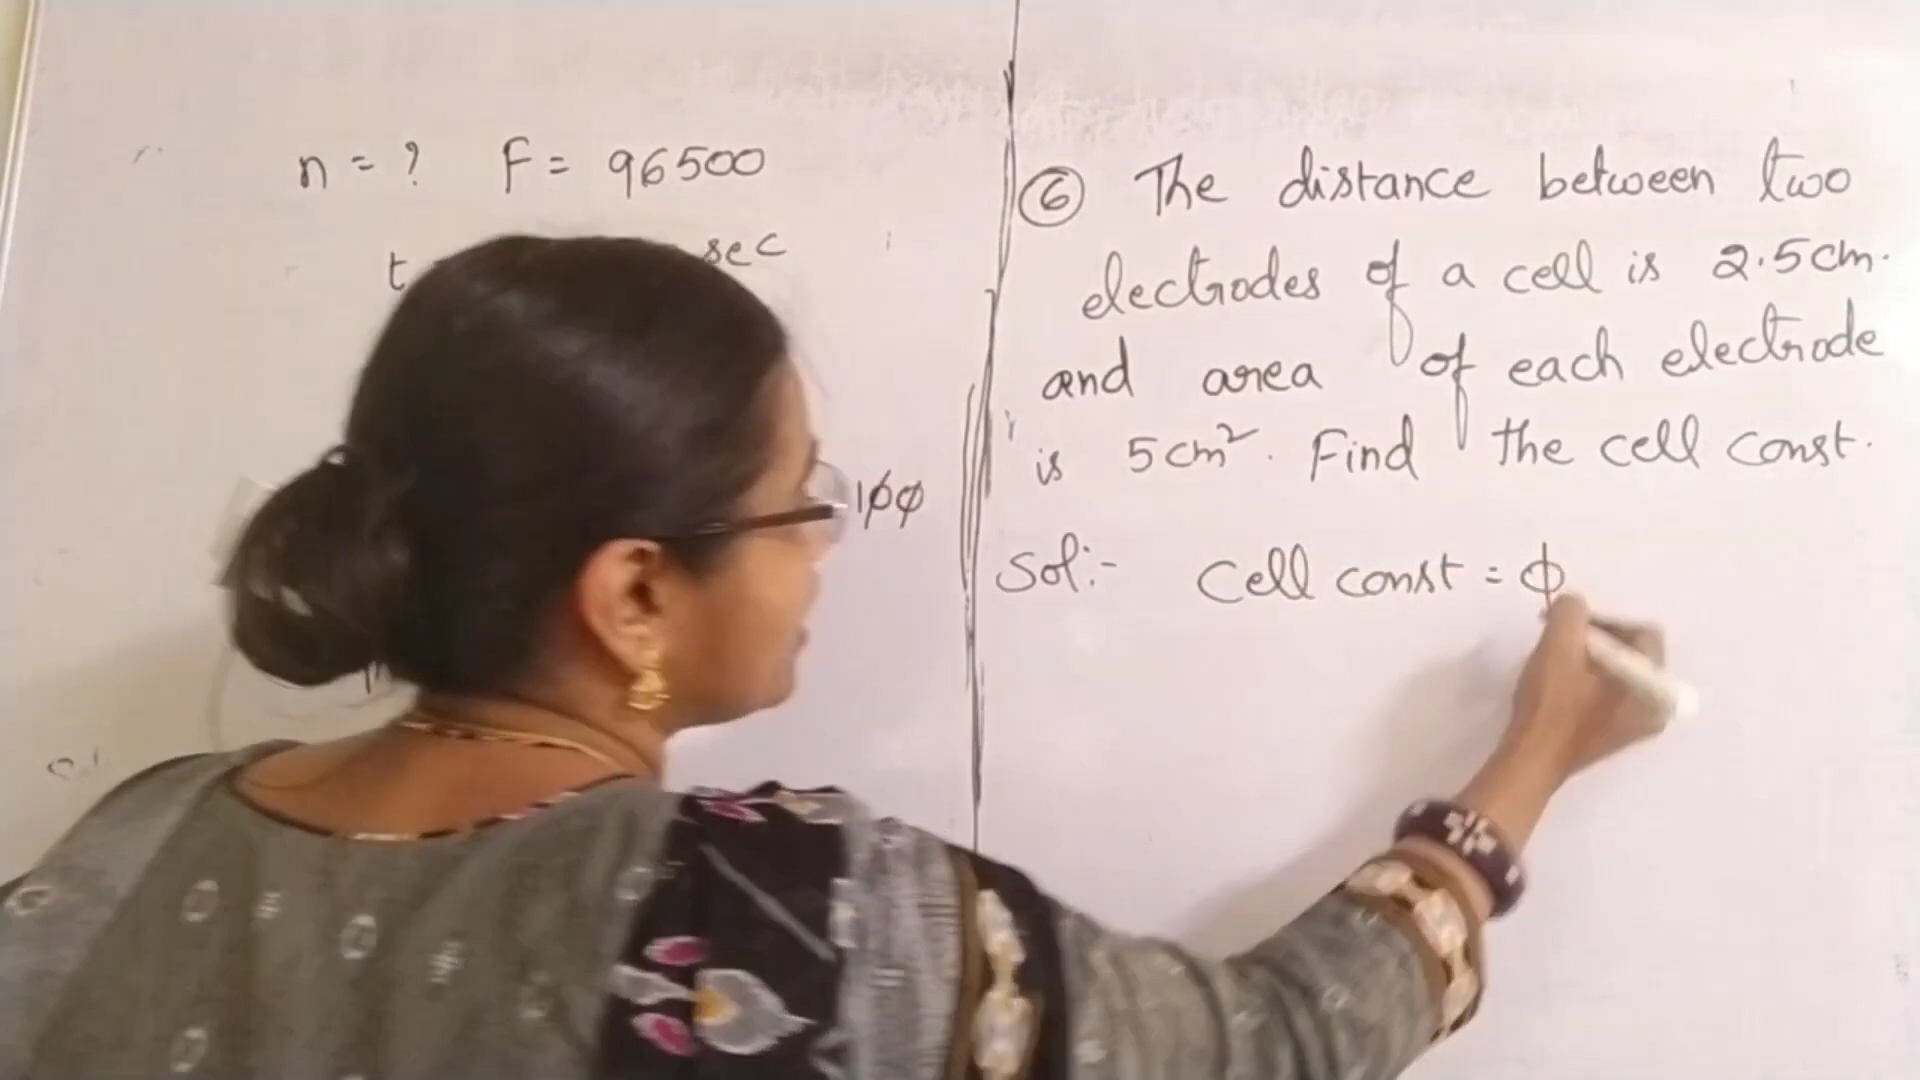 n = ? F = 96500
t sec
100
⑥ The distance between two
electrodes of a cell is 2.5cm.
and area of each electrode
is 5cm². Find the cell const.
Sol:- Cell const = ф